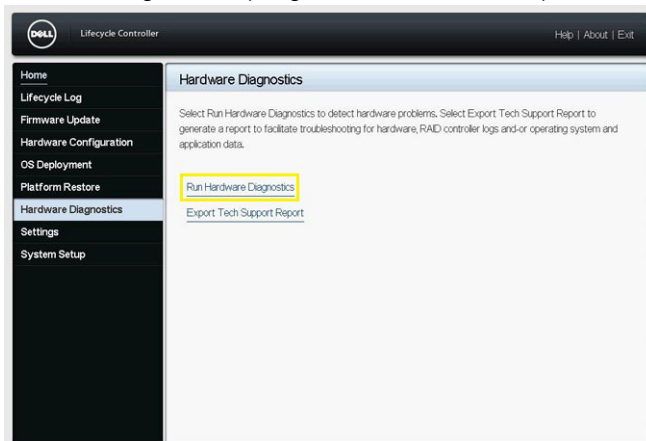 DELL
Lifecycle Controller
Help | About | Exit
Home
Lifecycle Log
Firmware Update
Hardware Configuration
OS Deployment
Platform Restore
Hardware Diagnostics
Settings
System Setup
Hardware Diagnostics
Select Run Hardware Diagnostics to detect hardware problems. Select Export Tech Support Report to
generate a report to facilitate troubleshooting for hardware, RAID controller logs and-or operating system and
application data.
Run Hardware Diagnostics
Export Tech Support Report